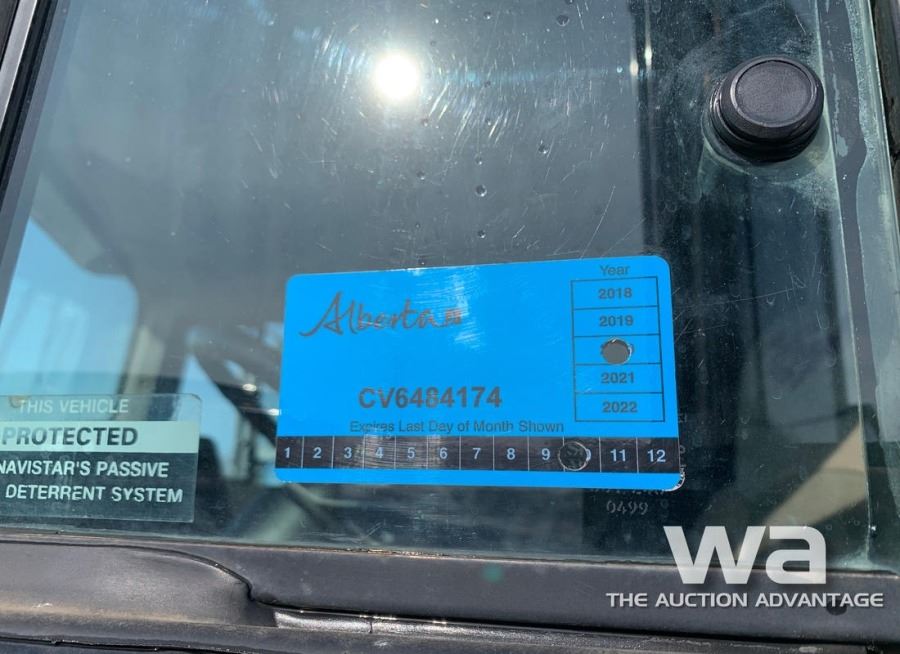 Alberta
Year
2018
2019
2021
2022
CV6484174
Expires Last Day of Month Shown
1 2 3 4 5 6 7 8 9 11 12
THIS VEHICLE
PROTECTED
NAVISTAR'S PASSIVE
DETERRENT SYSTEM
0499
wa
THE AUCTION ADVANTAGE